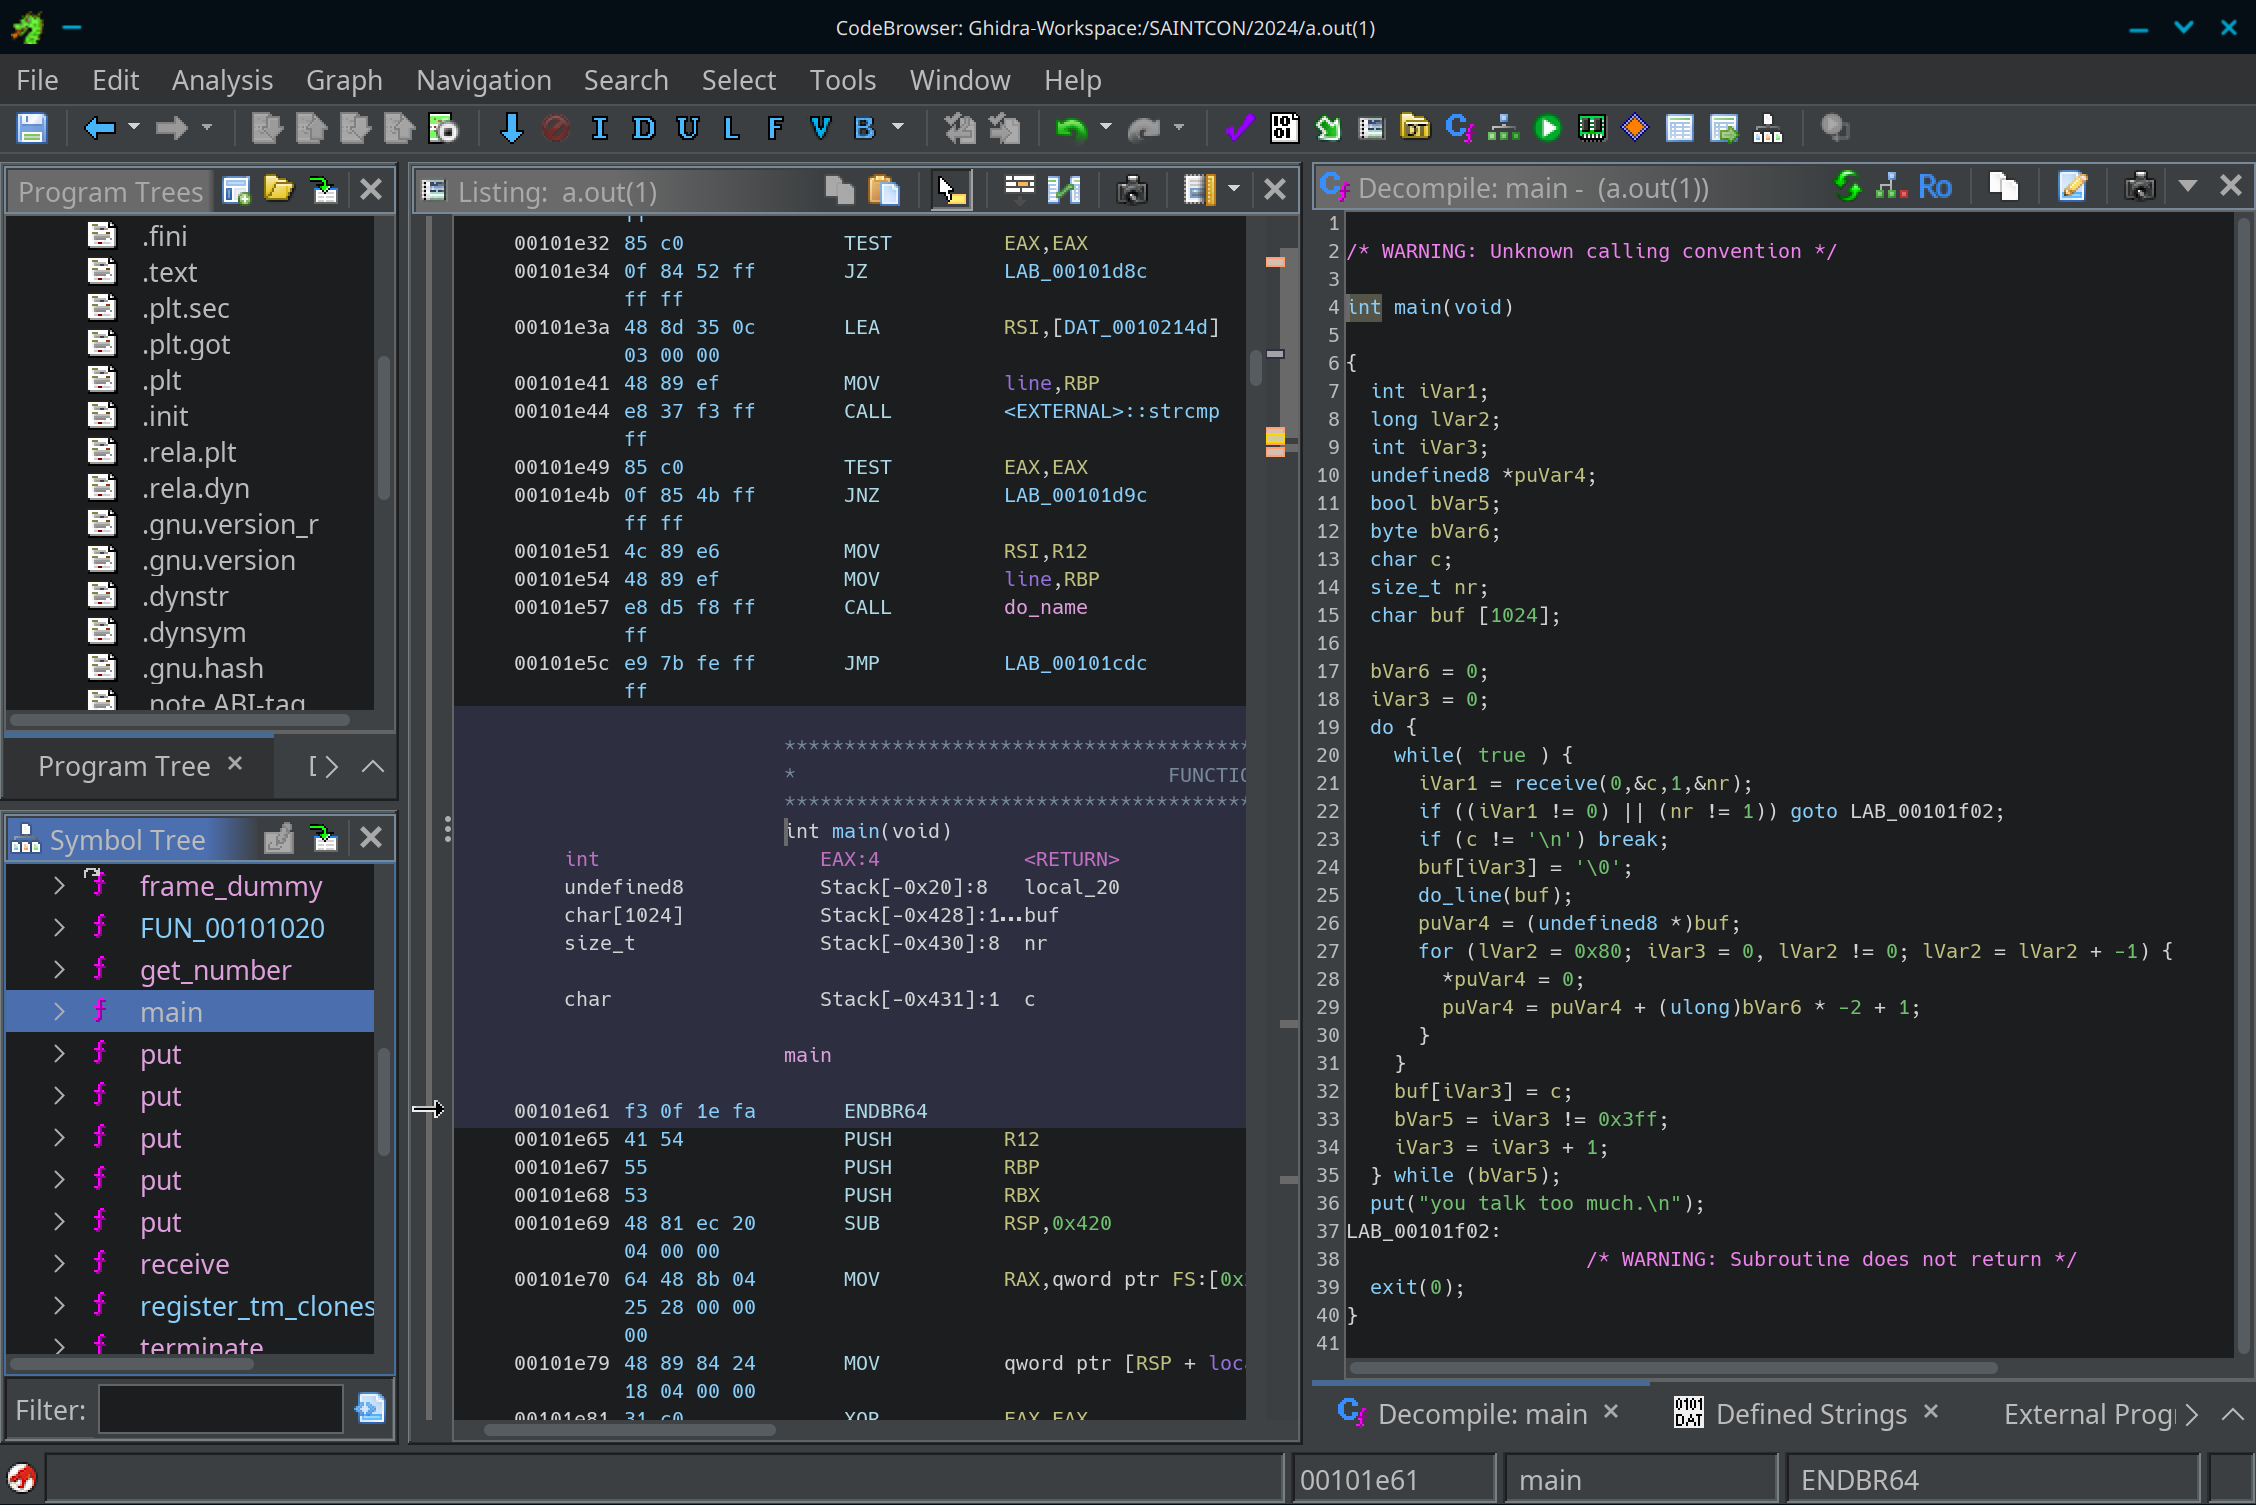 CodeBrowser: Ghidra-Workspace:/SAINTCON/2024/a.out(1)
File Edit Analysis Graph Navigation Search Select Tools Window Help
I D U L F V B
Program Trees
.fini
.text
.plt.sec
.plt.got
.plt
.init
.rela.plt
.rela.dyn
.gnu.version_r
.gnu.version
.dynstr
.dynsym
.gnu.hash
.note.ABI-tag
Program Tree ×
Symbol Tree
frame_dummy
FUN_00101020
get_number
main
put
put
put
put
put
receive
register_tm_clones
terminate
Filter:
Listing: a.out(1)
ff
00101e32 85 c0 TEST EAX,EAX
00101e34 0f 84 52 ff JZ LAB_00101d8c
ff ff
00101e3a 48 8d 35 0c LEA RSI,[DAT_0010214d]
03 00 00
00101e41 48 89 ef MOV line,RBP
00101e44 e8 37 f3 ff CALL <EXTERNAL>::strcmp
ff
00101e49 85 c0 TEST EAX,EAX
00101e4b 0f 85 4b ff JNZ LAB_00101d9c
ff ff
00101e51 4c 89 e6 MOV RSI,R12
00101e54 48 89 ef MOV line,RBP
00101e57 e8 d5 f8 ff CALL do_name
ff
00101e5c e9 7b fe ff JMP LAB_00101cdc
ff
***************************************
* FUNCTIO
***************************************
int main(void)
int EAX:4 <RETURN>
undefined8 Stack[-0x20]:8 local_20
char[1024] Stack[-0x428]:1... buf
size_t Stack[-0x430]:8 nr
char Stack[-0x431]:1 c
main
00101e61 f3 0f 1e fa ENDBR64
00101e65 41 54 PUSH R12
00101e67 55 PUSH RBP
00101e68 53 PUSH RBX
00101e69 48 81 ec 20 SUB RSP,0x420
04 00 00
00101e70 64 48 8b 04 MOV RAX,qword ptr FS:[0x
25 28 00 00
00
00101e79 48 89 84 24 MOV qword ptr [RSP + loc
18 04 00 00
00101e81 31 c0 XOR EAX,EAX
Decompile: main - (a.out(1))
Ro
1
2 /* WARNING: Unknown calling convention */
3
4 int main(void)
5
6 {
7 int iVar1;
8 long lVar2;
9 int iVar3;
10 undefined8 *puVar4;
11 bool bVar5;
12 byte bVar6;
13 char c;
14 size_t nr;
15 char buf [1024];
16
17 bVar6 = 0;
18 iVar3 = 0;
19 do {
20 while( true ) {
21 iVar1 = receive(0,&c,1,&nr);
22 if ((iVar1 != 0) || (nr != 1)) goto LAB_00101f02;
23 if (c != '\n') break;
24 buf[iVar3] = '\0';
25 do_line(buf);
26 puVar4 = (undefined8 *)buf;
27 for (lVar2 = 0x80; iVar3 = 0, lVar2 != 0; lVar2 = lVar2 + -1) {
28 *puVar4 = 0;
29 puVar4 = puVar4 + (ulong)bVar6 * -2 + 1;
30 }
31 }
32 buf[iVar3] = c;
33 bVar5 = iVar3 != 0x3ff;
34 iVar3 = iVar3 + 1;
35 } while (bVar5);
36 put("you talk too much.\n");
37 LAB_00101f02:
38 /* WARNING: Subroutine does not return */
39 exit(0);
40 }
41
Decompile: main × Defined Strings × External Prog
00101e61 main ENDBR64